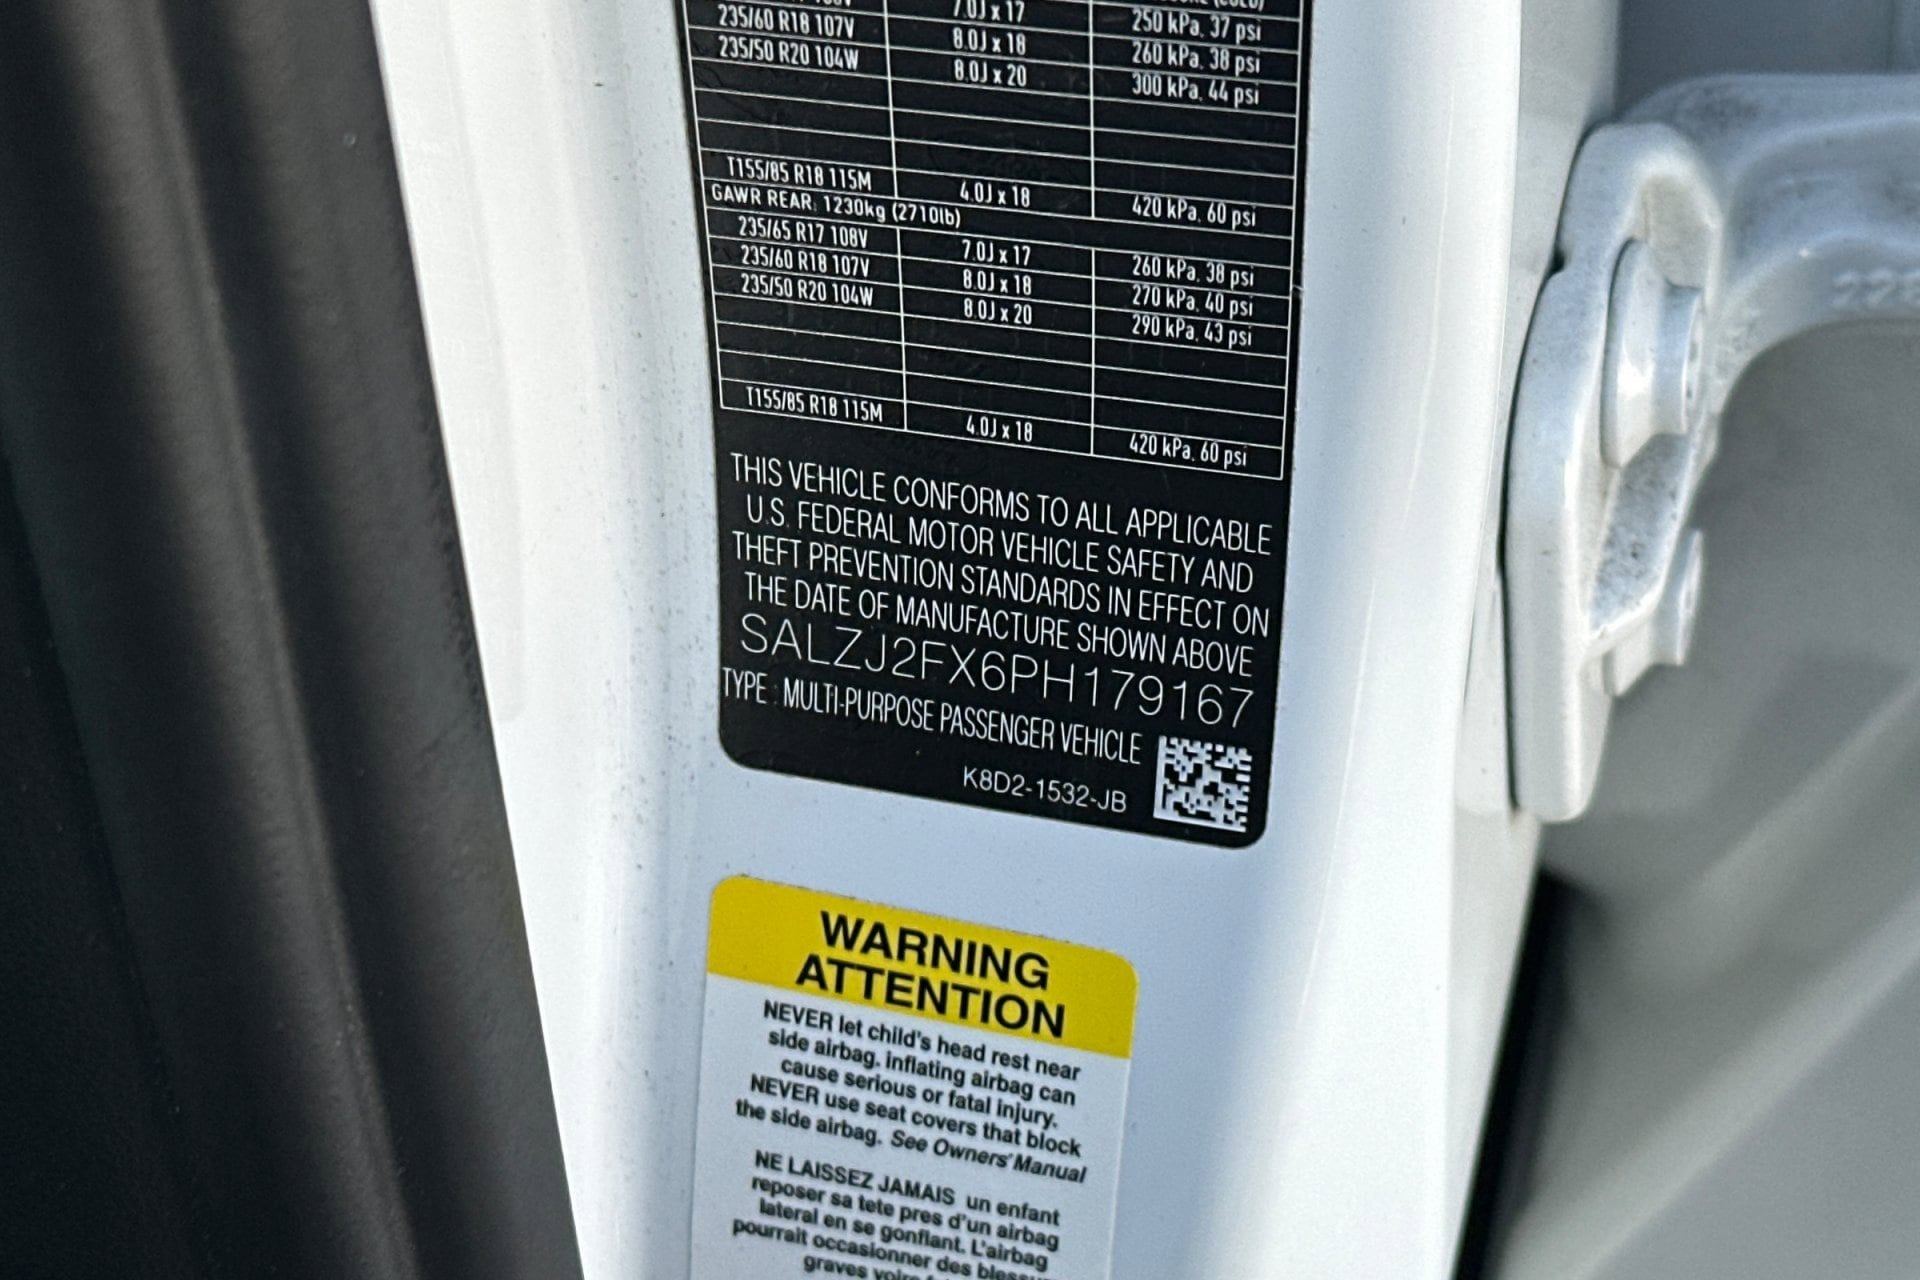 7.0J x 17
250 kPa, 37 psi
235/60 R18 107V 8.0J x 18 260 kPa, 38 psi
235/50 R20 104W 8.0J x 20 300 kPa, 44 psi
T155/85 R18 115M 4.0J x 18 420 kPa, 60 psi
GAWR REAR: 1230kg (2710lb)
235/65 R17 108V 7.0J x 17 260 kPa, 38 psi
235/60 R18 107V 8.0J x 18 270 kPa, 40 psi
235/50 R20 104W 8.0J x 20 290 kPa, 43 psi
T155/85 R18 115M 4.0J x 18 420 kPa, 60 psi
THIS VEHICLE CONFORMS TO ALL APPLICABLE
U.S. FEDERAL MOTOR VEHICLE SAFETY AND
THEFT PREVENTION STANDARDS IN EFFECT ON
THE DATE OF MANUFACTURE SHOWN ABOVE
SALZJ2FX6PH179167
TYPE : MULTI-PURPOSE PASSENGER VEHICLE
K8D2-1532-JB
WARNING
ATTENTION
NEVER let child's head rest near
side airbag. inflating airbag can
cause serious or fatal injury.
NEVER use seat covers that block
the side airbag. See Owners' Manual
NE LAISSEZ JAMAIS un enfant
reposer sa tete pres d'un airbag
lateral en se gonflant. L'airbag
pourrait occasionner des
graves